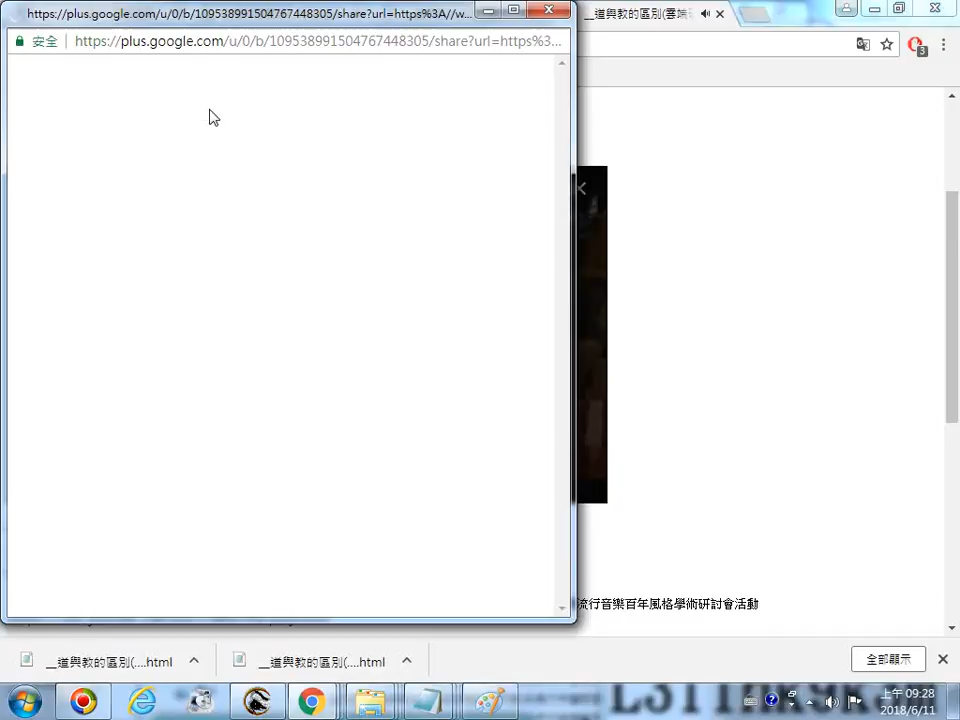 https://plus.google.com/u/0/b/109538991504767448305/share?url=https%3A//w...
__道與教的區別(雲端
安全
https://plus.google.com/u/0/b/109538991504767448305/share?url=https%3...
3
流行音樂百年風格學術研討會活動
__道與教的區別(....html
__道與教的區別(....html
全部顯示
上午 09:28
2018/6/11